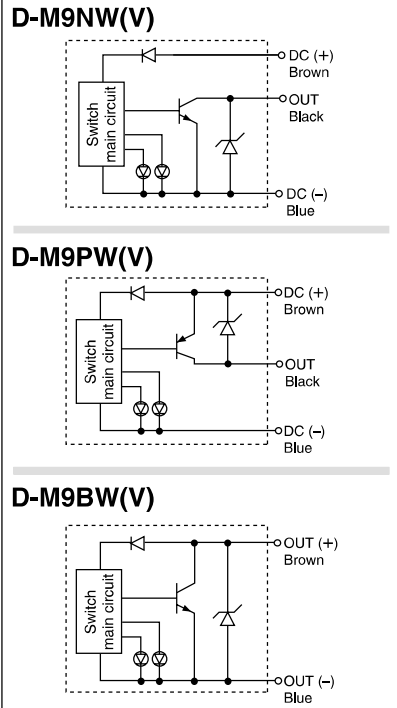 D-M9NW(V)
DC (+)
Brown
OUT
Black
Switch
main circuit
DC (–)
Blue
D-M9PW(V)
DC (+)
Brown
Switch
main circuit
OUT
Black
DC (–)
Blue
D-M9BW(V)
OUT (+)
Brown
Switch
main circuit
OUT (–)
Blue